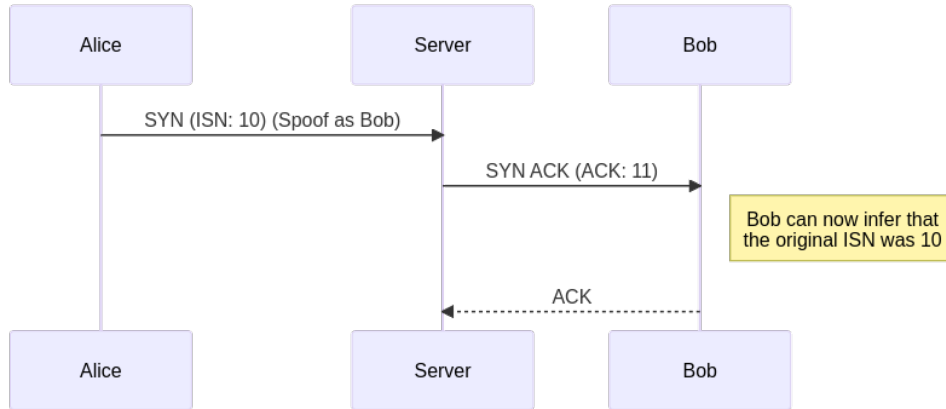 Alice
Server
Bob
SYN (ISN: 10) (Spoof as Bob)
SYN ACK (ACK: 11)
Bob can now infer that
the original ISN was 10
ACK
Alice
Server
Bob